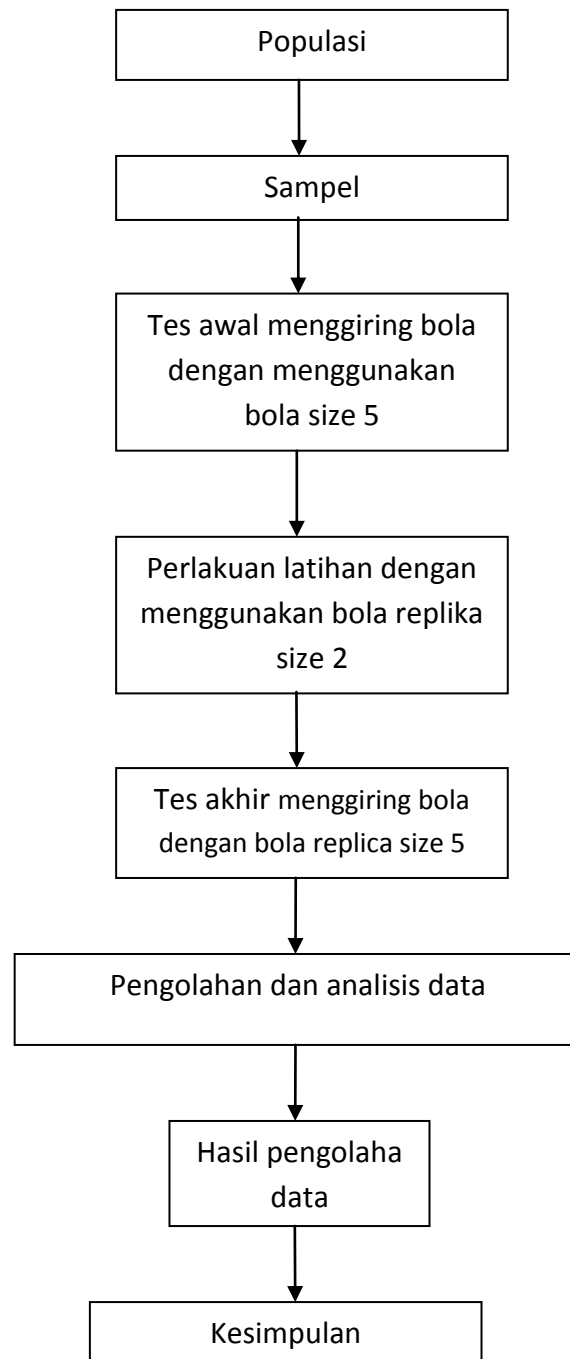 Populasi
Sampel
Tes awal menggiring bola
dengan menggunakan
bola size 5
Perlakuan latihan dengan
menggunakan bola replika
size 2
Tes akhir menggiring bola
dengan bola replica size 5
Pengolahan dan analisis data
Hasil pengolaha
data
Kesimpulan